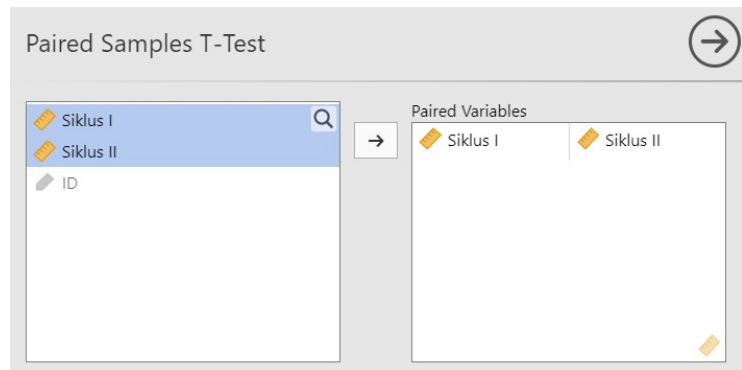 Paired Samples T-Test
Siklus I
Siklus II
ID
Paired Variables
Siklus I Siklus II